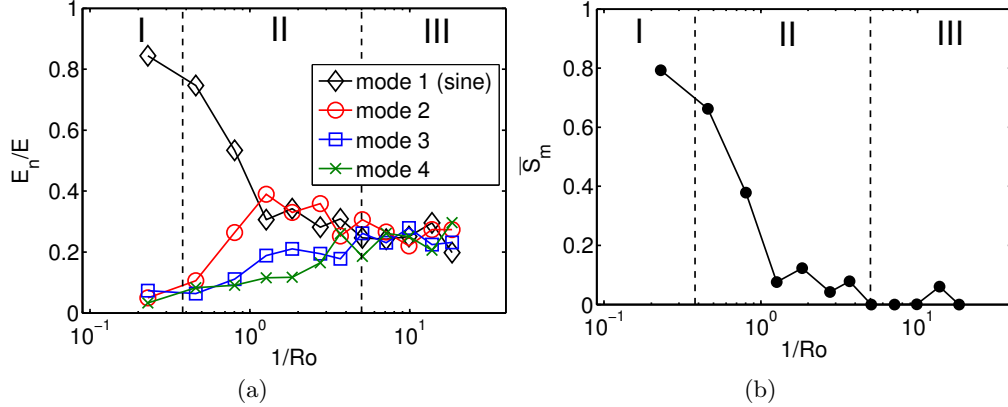 I II III
1
0.8
0.6
0.4
0.2
0
E_n/E
mode 1 (sine)
mode 2
mode 3
mode 4
10^-1 10^0 10^1
1/Ro
(a)
I II III
1
0.8
0.6
0.4
0.2
0
S̅_m
10^-1 10^0 10^1
1/Ro
(b)